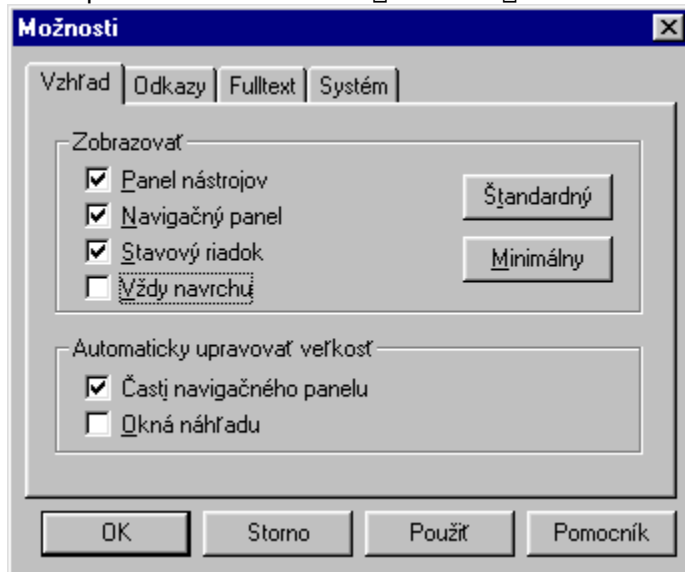 Možnosti
Vzhľad Odkazy Fulltext Systém
Zobrazovať
Panel nástrojov
Štandardný
Navigačný panel
Stavový riadok
Minimálny
Vždy navrchu
Automaticky upravovať veľkosť
Časti navigačného panelu
Okná náhľadu
OK Storno Použiť Pomocník